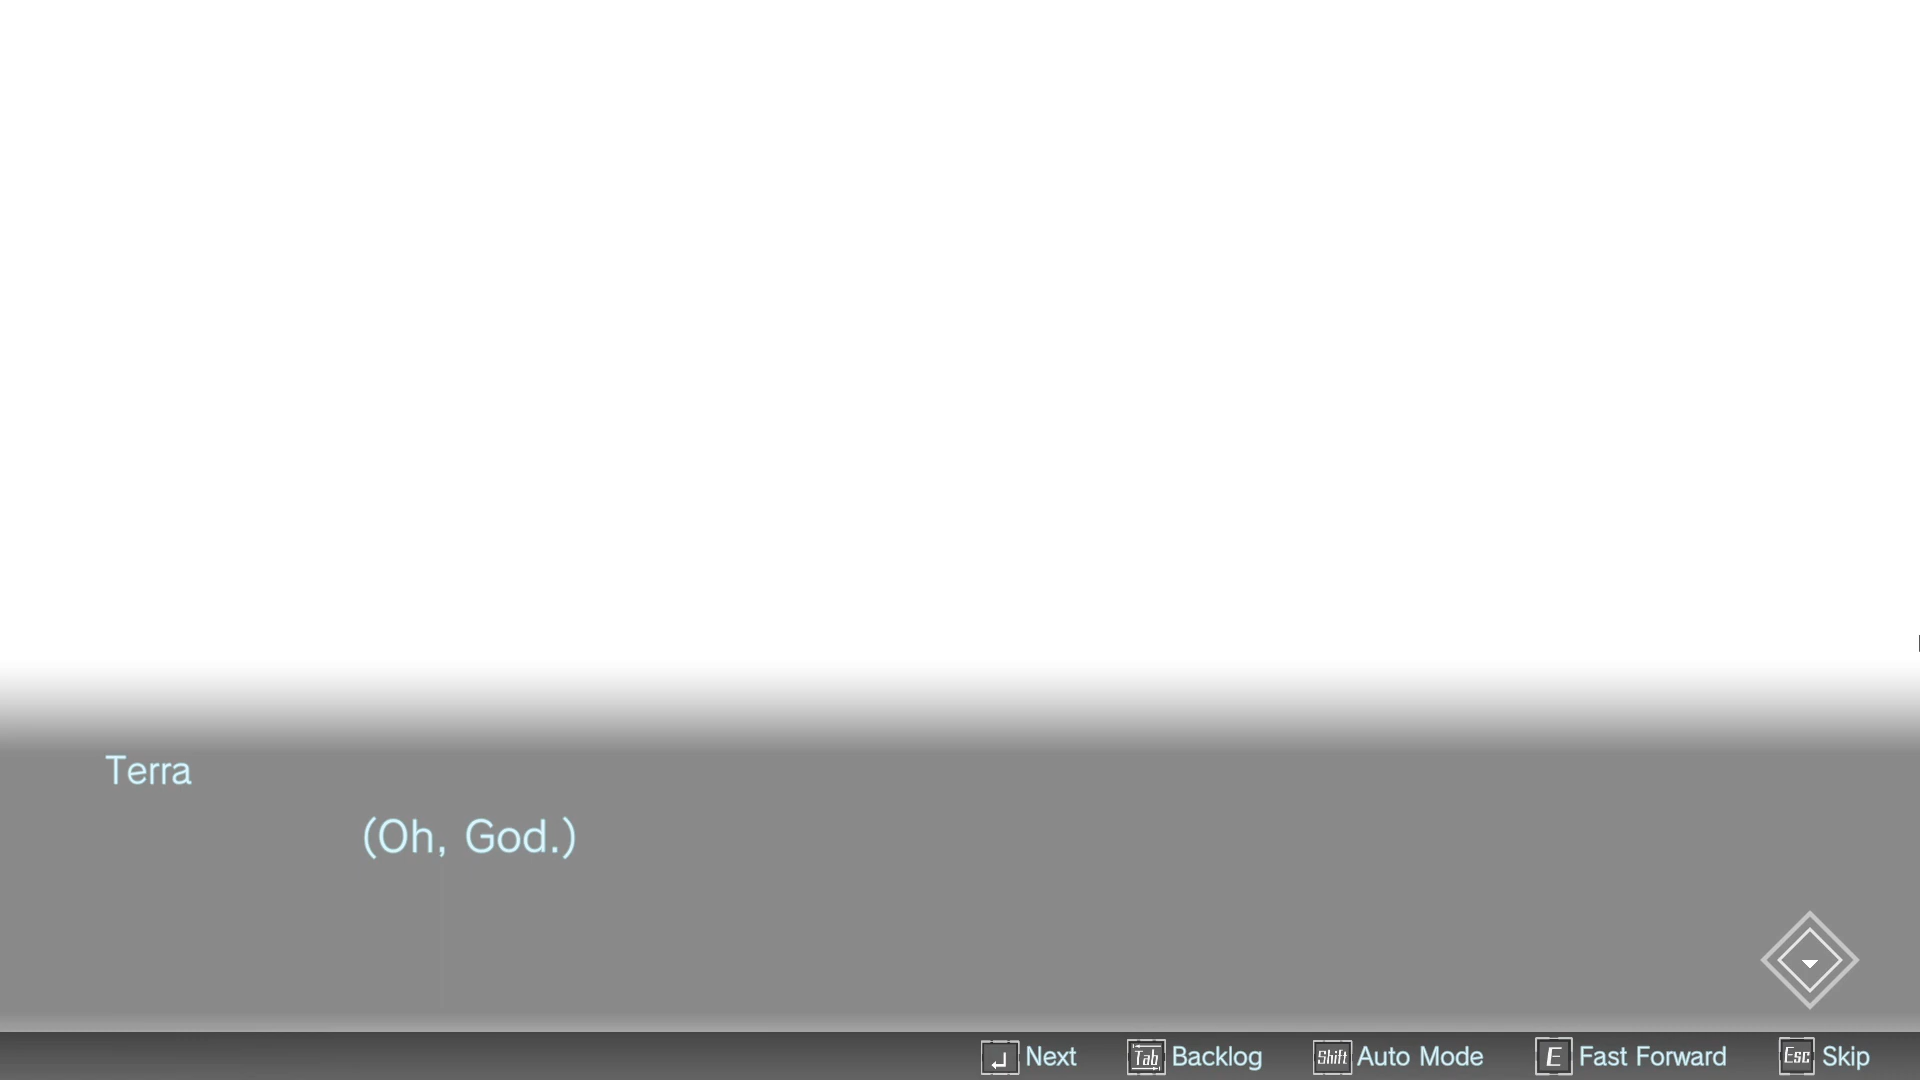 Terra
(Oh, God.)
Next Tab Backlog Shift Auto Mode E Fast Forward Esc Skip